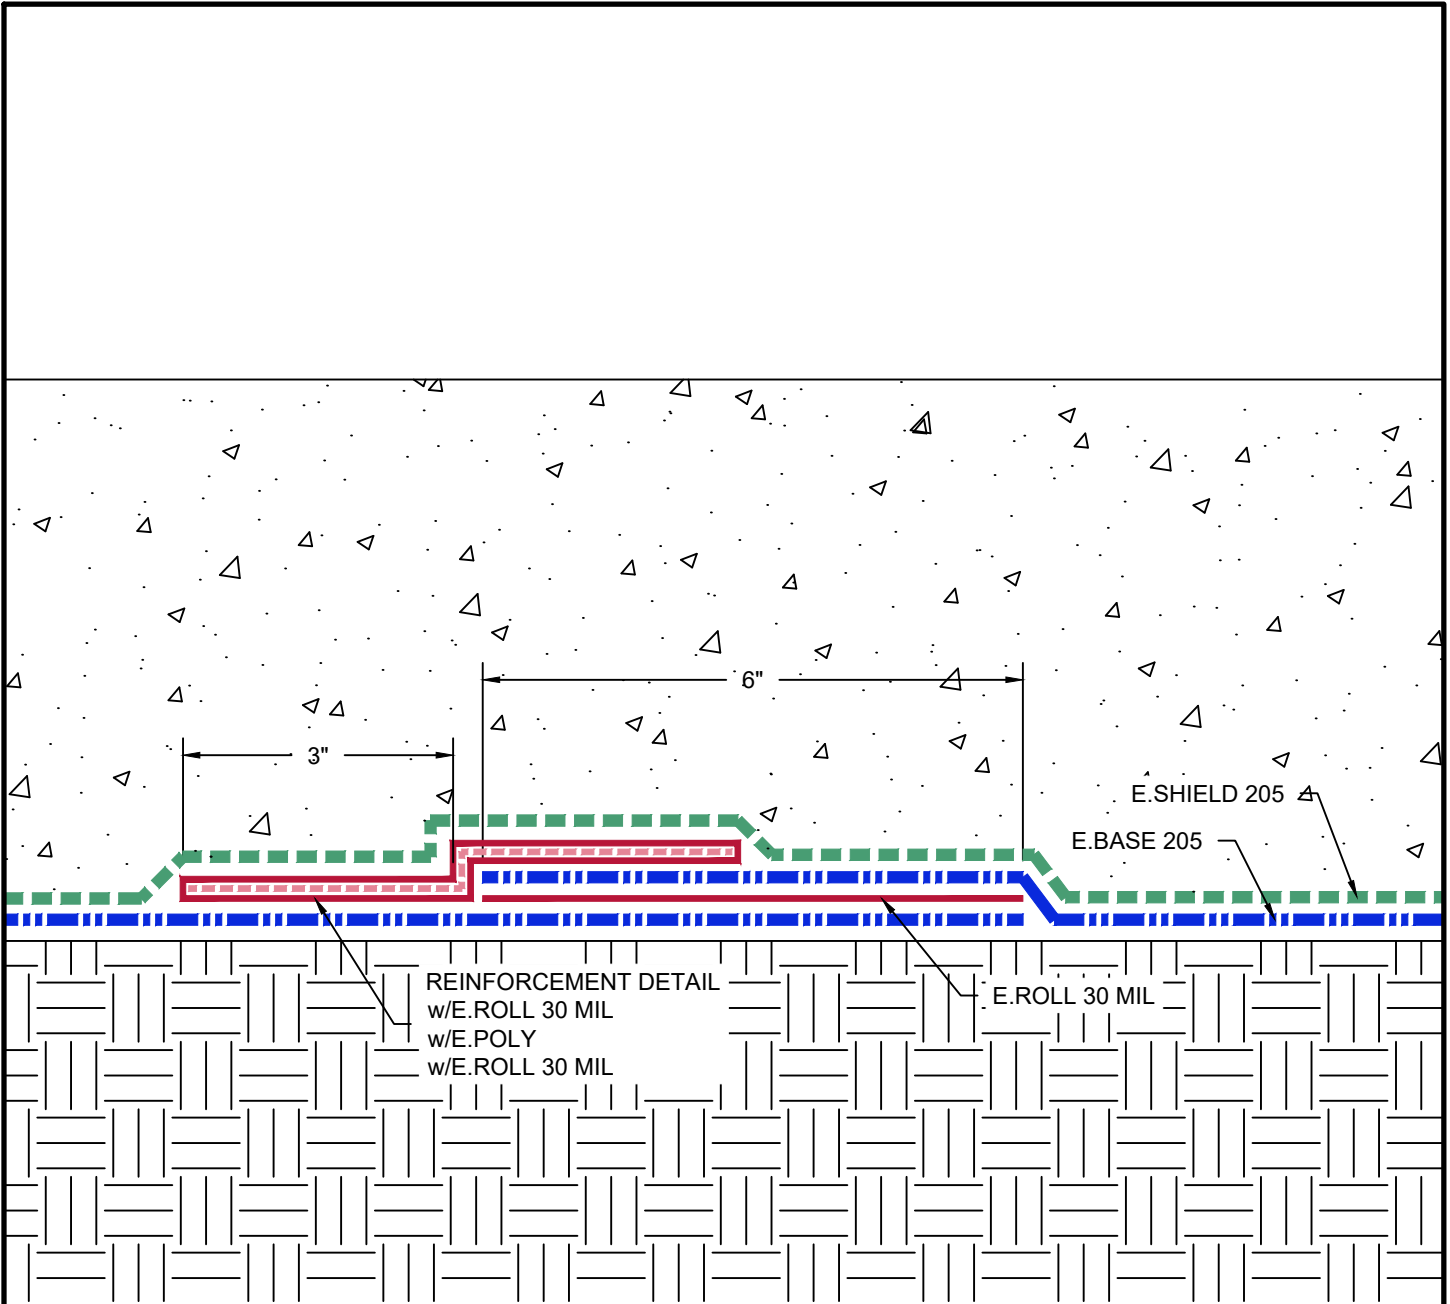 6"
3"
E.SHIELD 205
E.BASE 205
REINFORCEMENT DETAIL
w/E.ROLL 30 MIL
w/E.POLY
w/E.ROLL 30 MIL
E.ROLL 30 MIL